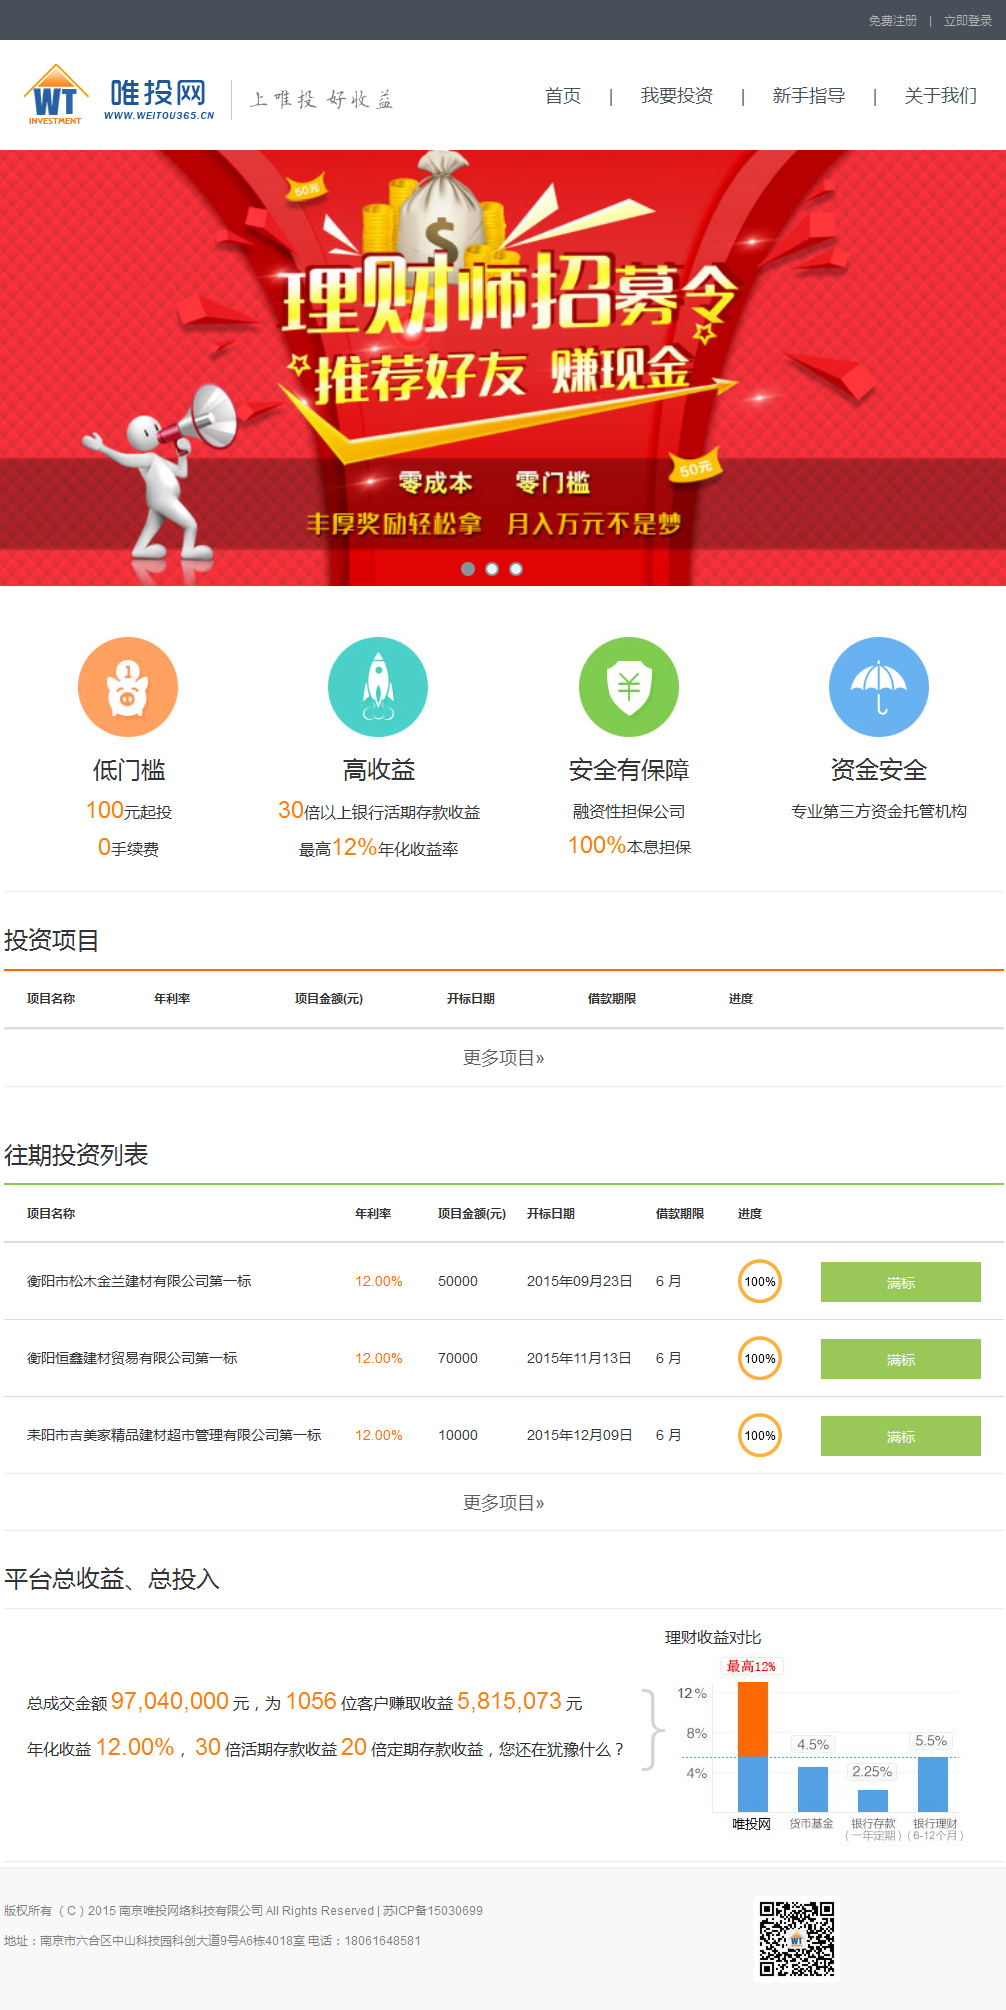 免费注册 | 立即登录
WT
INVESTMENT
唯投网
WWW.WEITOU365.CN
上唯投 好收益
首页 | 我要投资 | 新手指导 | 关于我们
50元
$
理财师招募令
推荐好友 赚现金
50元
零成本 零门槛
丰厚奖励轻松拿 月入万元不是梦
1
¥
低门槛 高收益 安全有保障 资金安全
100元起投 30倍以上银行活期存款收益 融资性担保公司 专业第三方资金托管机构
0手续费 最高12%年化收益率 100%本息担保
投资项目
项目名称 年利率 项目金额(元) 开标日期 借款期限 进度
更多项目»
往期投资列表
项目名称 年利率 项目金额(元) 开标日期 借款期限 进度
衡阳市松木金兰建材有限公司第一标 12.00% 50000 2015年09月23日 6 月 100% 满标
衡阳恒鑫建材贸易有限公司第一标 12.00% 70000 2015年11月13日 6 月 100% 满标
耒阳市吉美家精品建材超市管理有限公司第一标 12.00% 10000 2015年12月09日 6 月 100% 满标
更多项目»
平台总收益、总投入
总成交金额 97,040,000 元，为 1056 位客户赚取收益 5,815,073 元
年化收益 12.00% ，30 倍活期存款收益 20 倍定期存款收益，您还在犹豫什么？
理财收益对比
最高12%
12%
8%
4%
4.5%
2.25%
5.5%
唯投网 货币基金 银行存款 银行理财
(一年定期) (6-12个月)
版权所有 （C）2015 南京唯投网络科技有限公司 All Rights Reserved | 苏ICP备15030699
地址：南京市六合区中山科技园科创大道9号A6栋4018室 电话：18061648581
WT